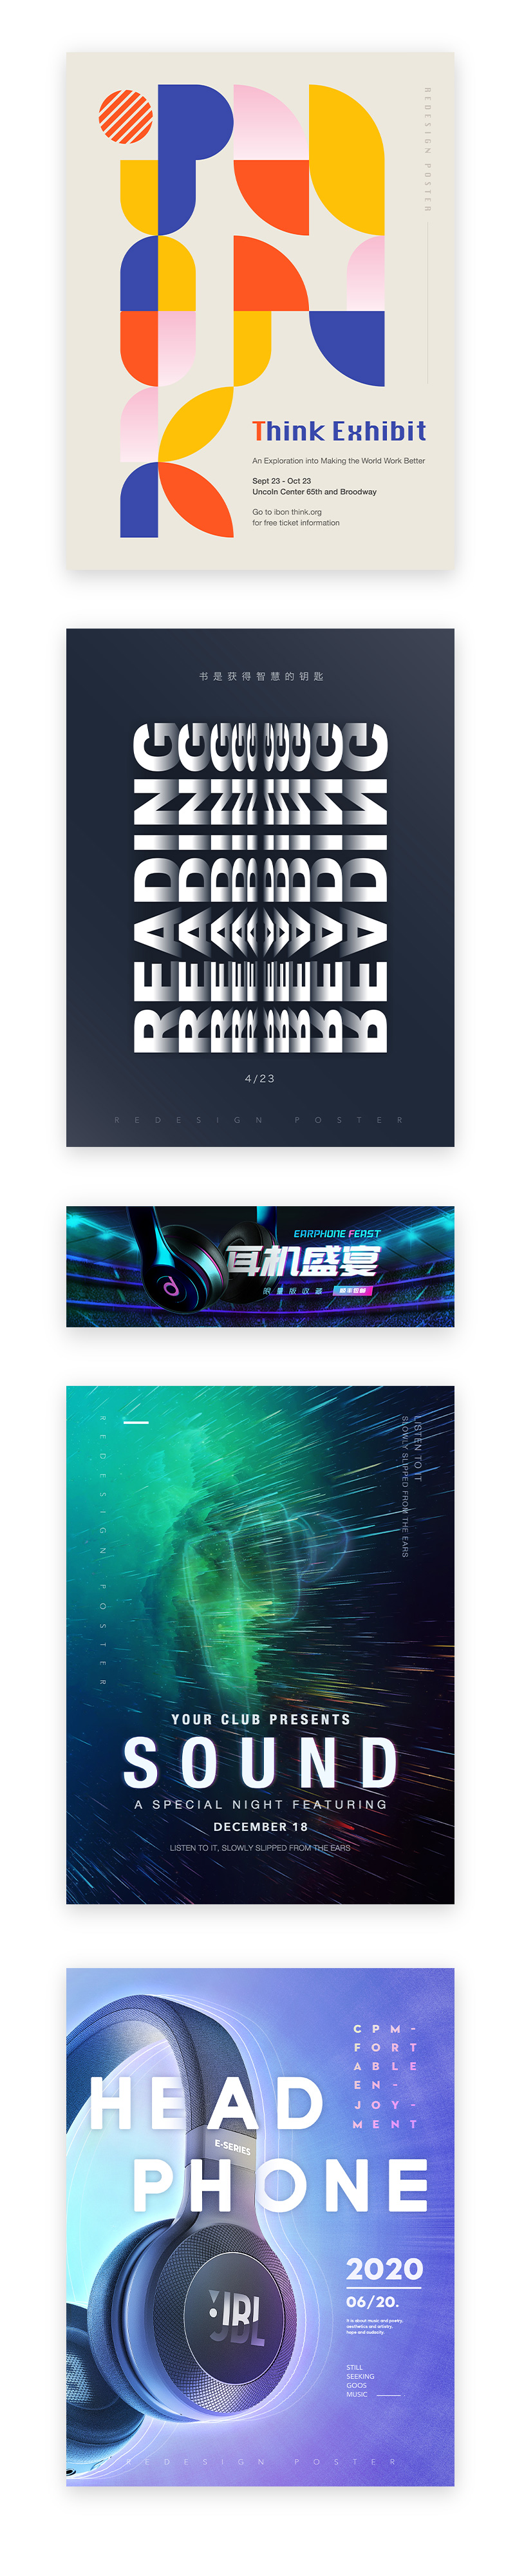 REDESIGN POSTER
Think Exhibit
An Exploration into Making the World Work Better
Sept 23 - Oct 23
Uncoln Center 65th and Broodway
Go to ibon think.org
for free ticket information
书是获得智慧的钥匙
READING
4/23
REDESIGN POSTER
EARPHONE FEAST
耳机盛宴
限量版收藏
REDESIGN POSTER
LISTEN TO IT
SLOWLY SLIPPED FROM THE EARS
YOUR CLUB PRESENTS
SOUND
A SPECIAL NIGHT FEATURING
DECEMBER 18
LISTEN TO IT, SLOWLY SLIPPED FROM THE EARS
CPM-
FORT
ABLE
EN-
JOY-
MENT
HEAD
E-SERIES
PHONE
JBL
2020
06/20.
It is about music and poetry,
aesthetics and artistry,
hope and audacity.
STILL
SEEKING
GOOS
MUSIC
REDESIGN POSTER